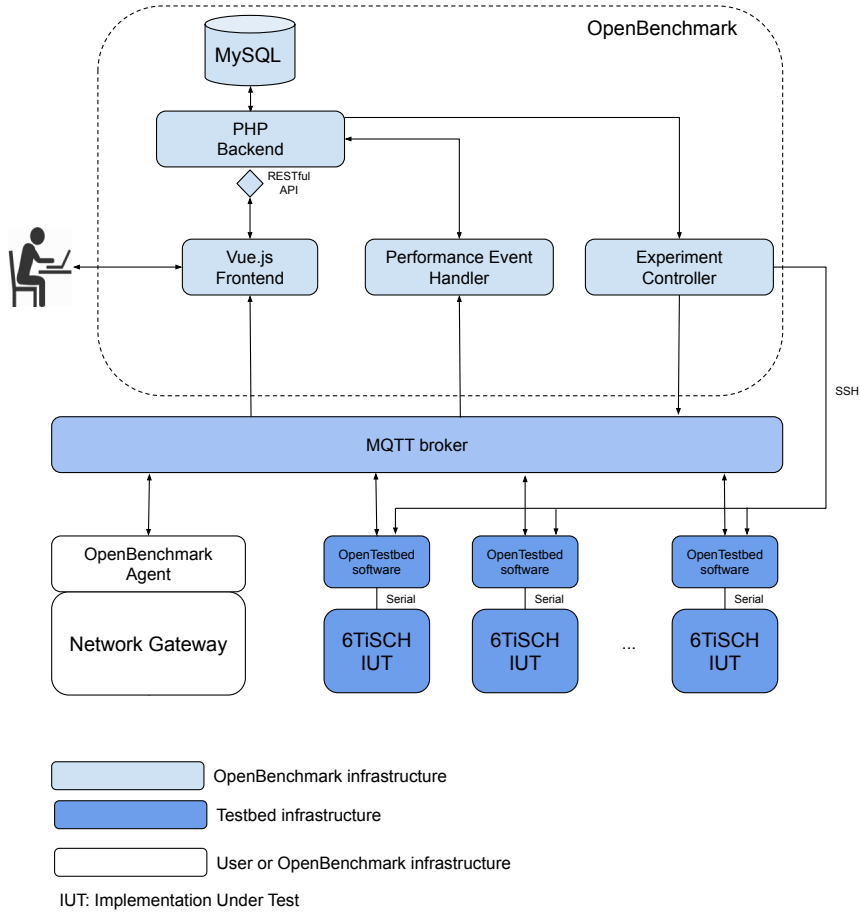 OpenBenchmark
MySQL
PHP
Backend
RESTful
API
Vue.js
Frontend
Performance Event
Handler
Experiment
Controller
SSH
MQTT broker
OpenBenchmark
Agent
Network Gateway
OpenTestbed
software
OpenTestbed
software
OpenTestbed
software
Serial
Serial
Serial
6TiSCH
IUT
6TiSCH
IUT
...
6TiSCH
IUT
OpenBenchmark infrastructure
Testbed infrastructure
User or OpenBenchmark infrastructure
IUT: Implementation Under Test